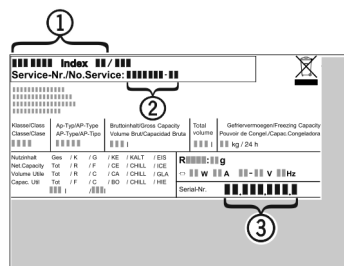 1
Index /
Service-Nr./No.Service: -
2
Klasse/Class Ap-Typ/AP-Type Bruttoinhalt/Gross Capacity Total Gefriervermoegen/Freezing Capacity
Classe/Clase AP-Type/AP-Tipo Volume Brut/Capacidad Bruta volume Pouvoir de Congel./Capac.Congeladora
l l kg / 24 h
Nutzinhalt Ges / K / G / KE / KALT / EIS
Net.Capacity Tot / R / F / CE / CHILL / ICE
Volume Utile Tot / R / C / CA / CHILL / GLA
Capac. Util Tot / F / C / BO / CHILL / HIE
l / l
R : g
W A - V Hz
Serial-Nr. . . .
3